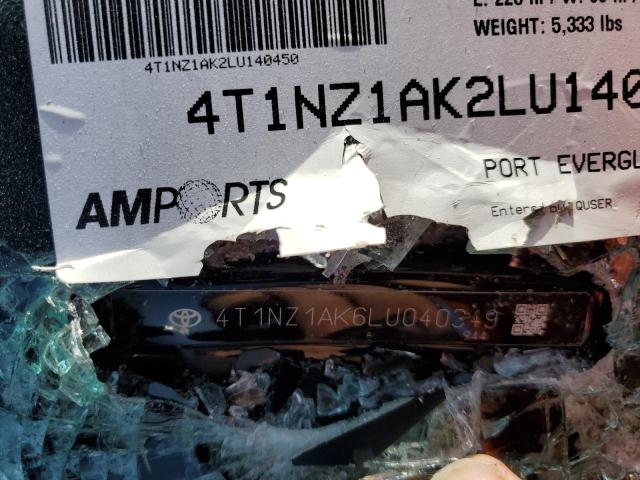 WEIGHT: 5,333 lbs
4T1NZ1AK2LU140450
4T1NZ1AK2LU140
AMPORTS
PORT EVERGL
Entered by: QUSER
4T1NZ1AK6LU040319